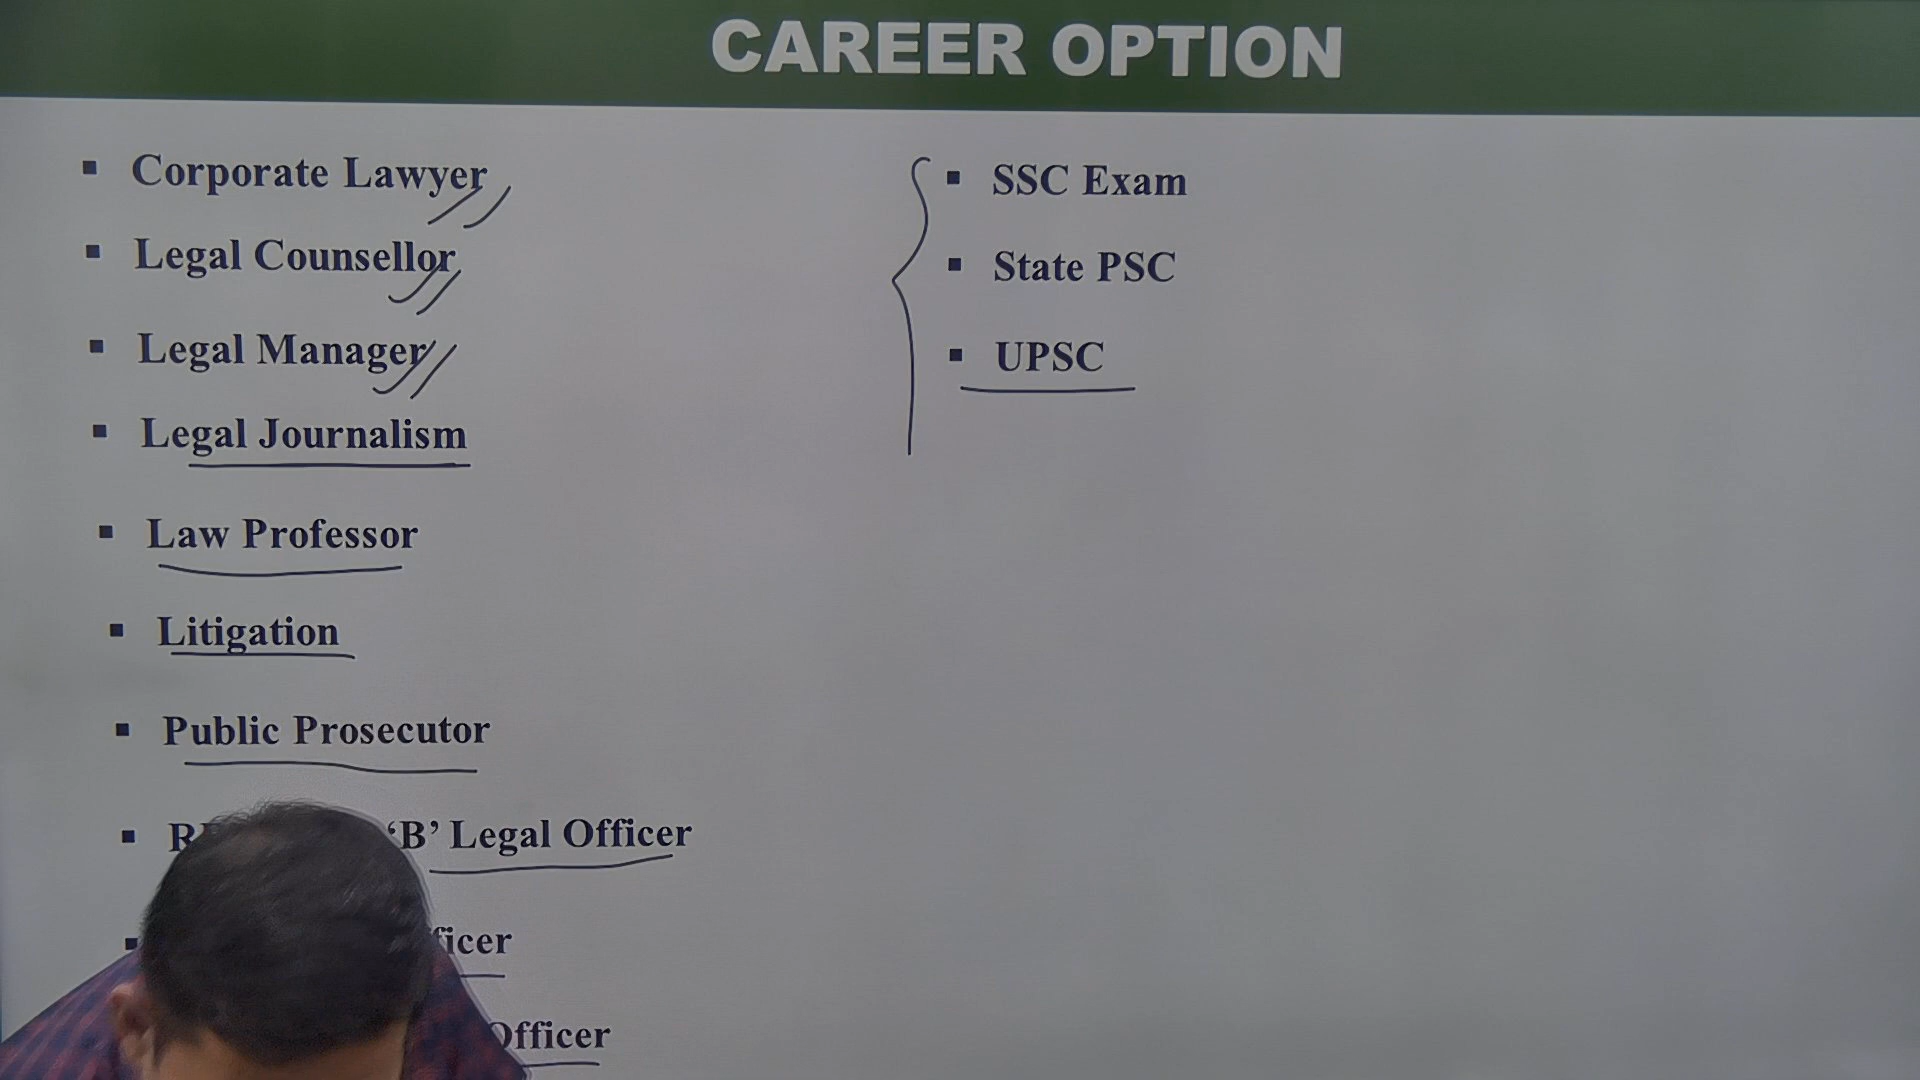 CAREER OPTION
Corporate Lawyer
Legal Counsellor
Legal Manager
Legal Journalism
Law Professor
Litigation
Public Prosecutor
‘B’ Legal Officer
Officer
SSC Exam
State PSC
UPSC